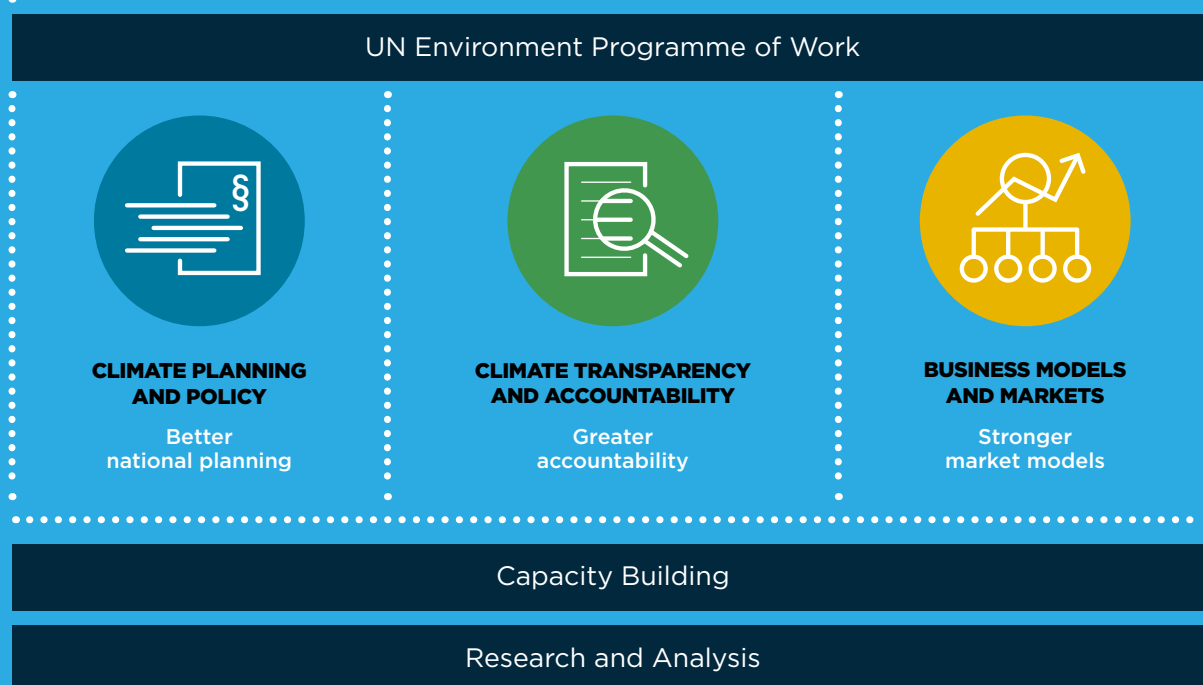 UN Environment Programme of Work
§
CLIMATE PLANNING
AND POLICY
Better
national planning
CLIMATE TRANSPARENCY
AND ACCOUNTABILITY
Greater
accountability
BUSINESS MODELS
AND MARKETS
Stronger
market models
Capacity Building
Research and Analysis